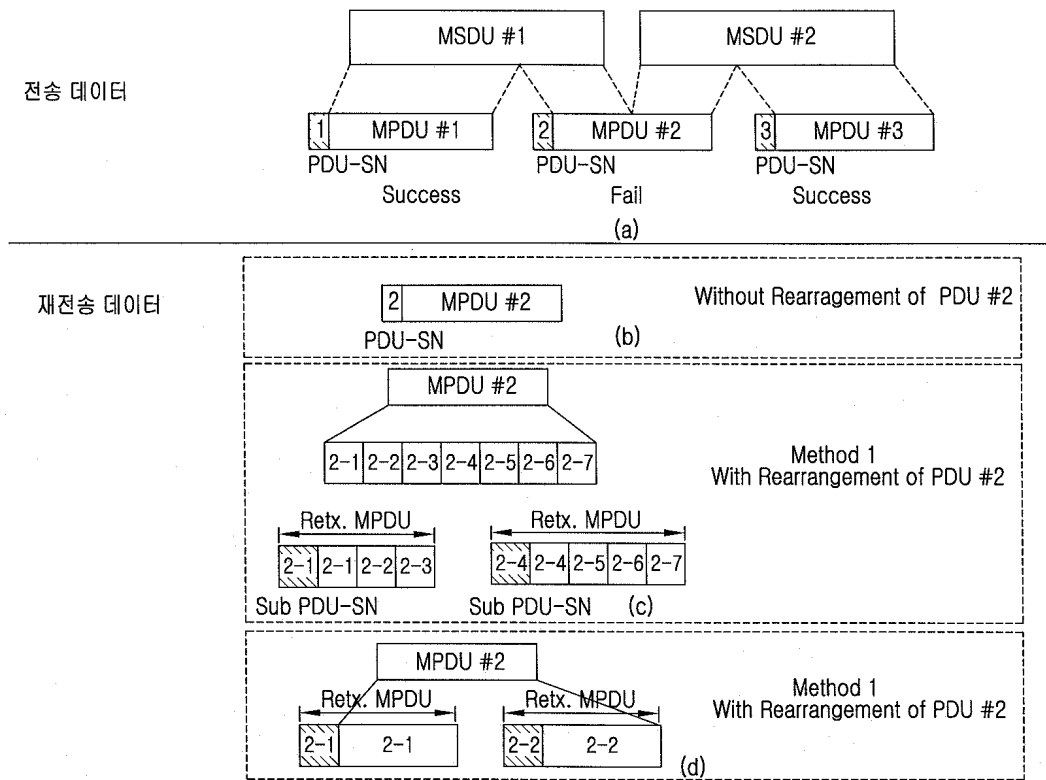 MSDU #1 MSDU #2
전송 데이터
1 MPDU #1 2 MPDU #2 3 MPDU #3
PDU-SN PDU-SN PDU-SN
Success Fail Success
(a)
재전송 데이터
2 MPDU #2 Without Rearragement of PDU #2
PDU-SN (b)
MPDU #2
2-1 2-2 2-3 2-4 2-5 2-6 2-7
Method 1
With Rearrangement of PDU #2
Retx. MPDU Retx. MPDU
2-1 2-1 2-2 2-3 2-4 2-4 2-5 2-6 2-7
Sub PDU-SN Sub PDU-SN (c)
MPDU #2
Retx. MPDU Retx. MPDU
Method 1
With Rearrangement of PDU #2
2-1 2-1 2-2 2-2
(d)